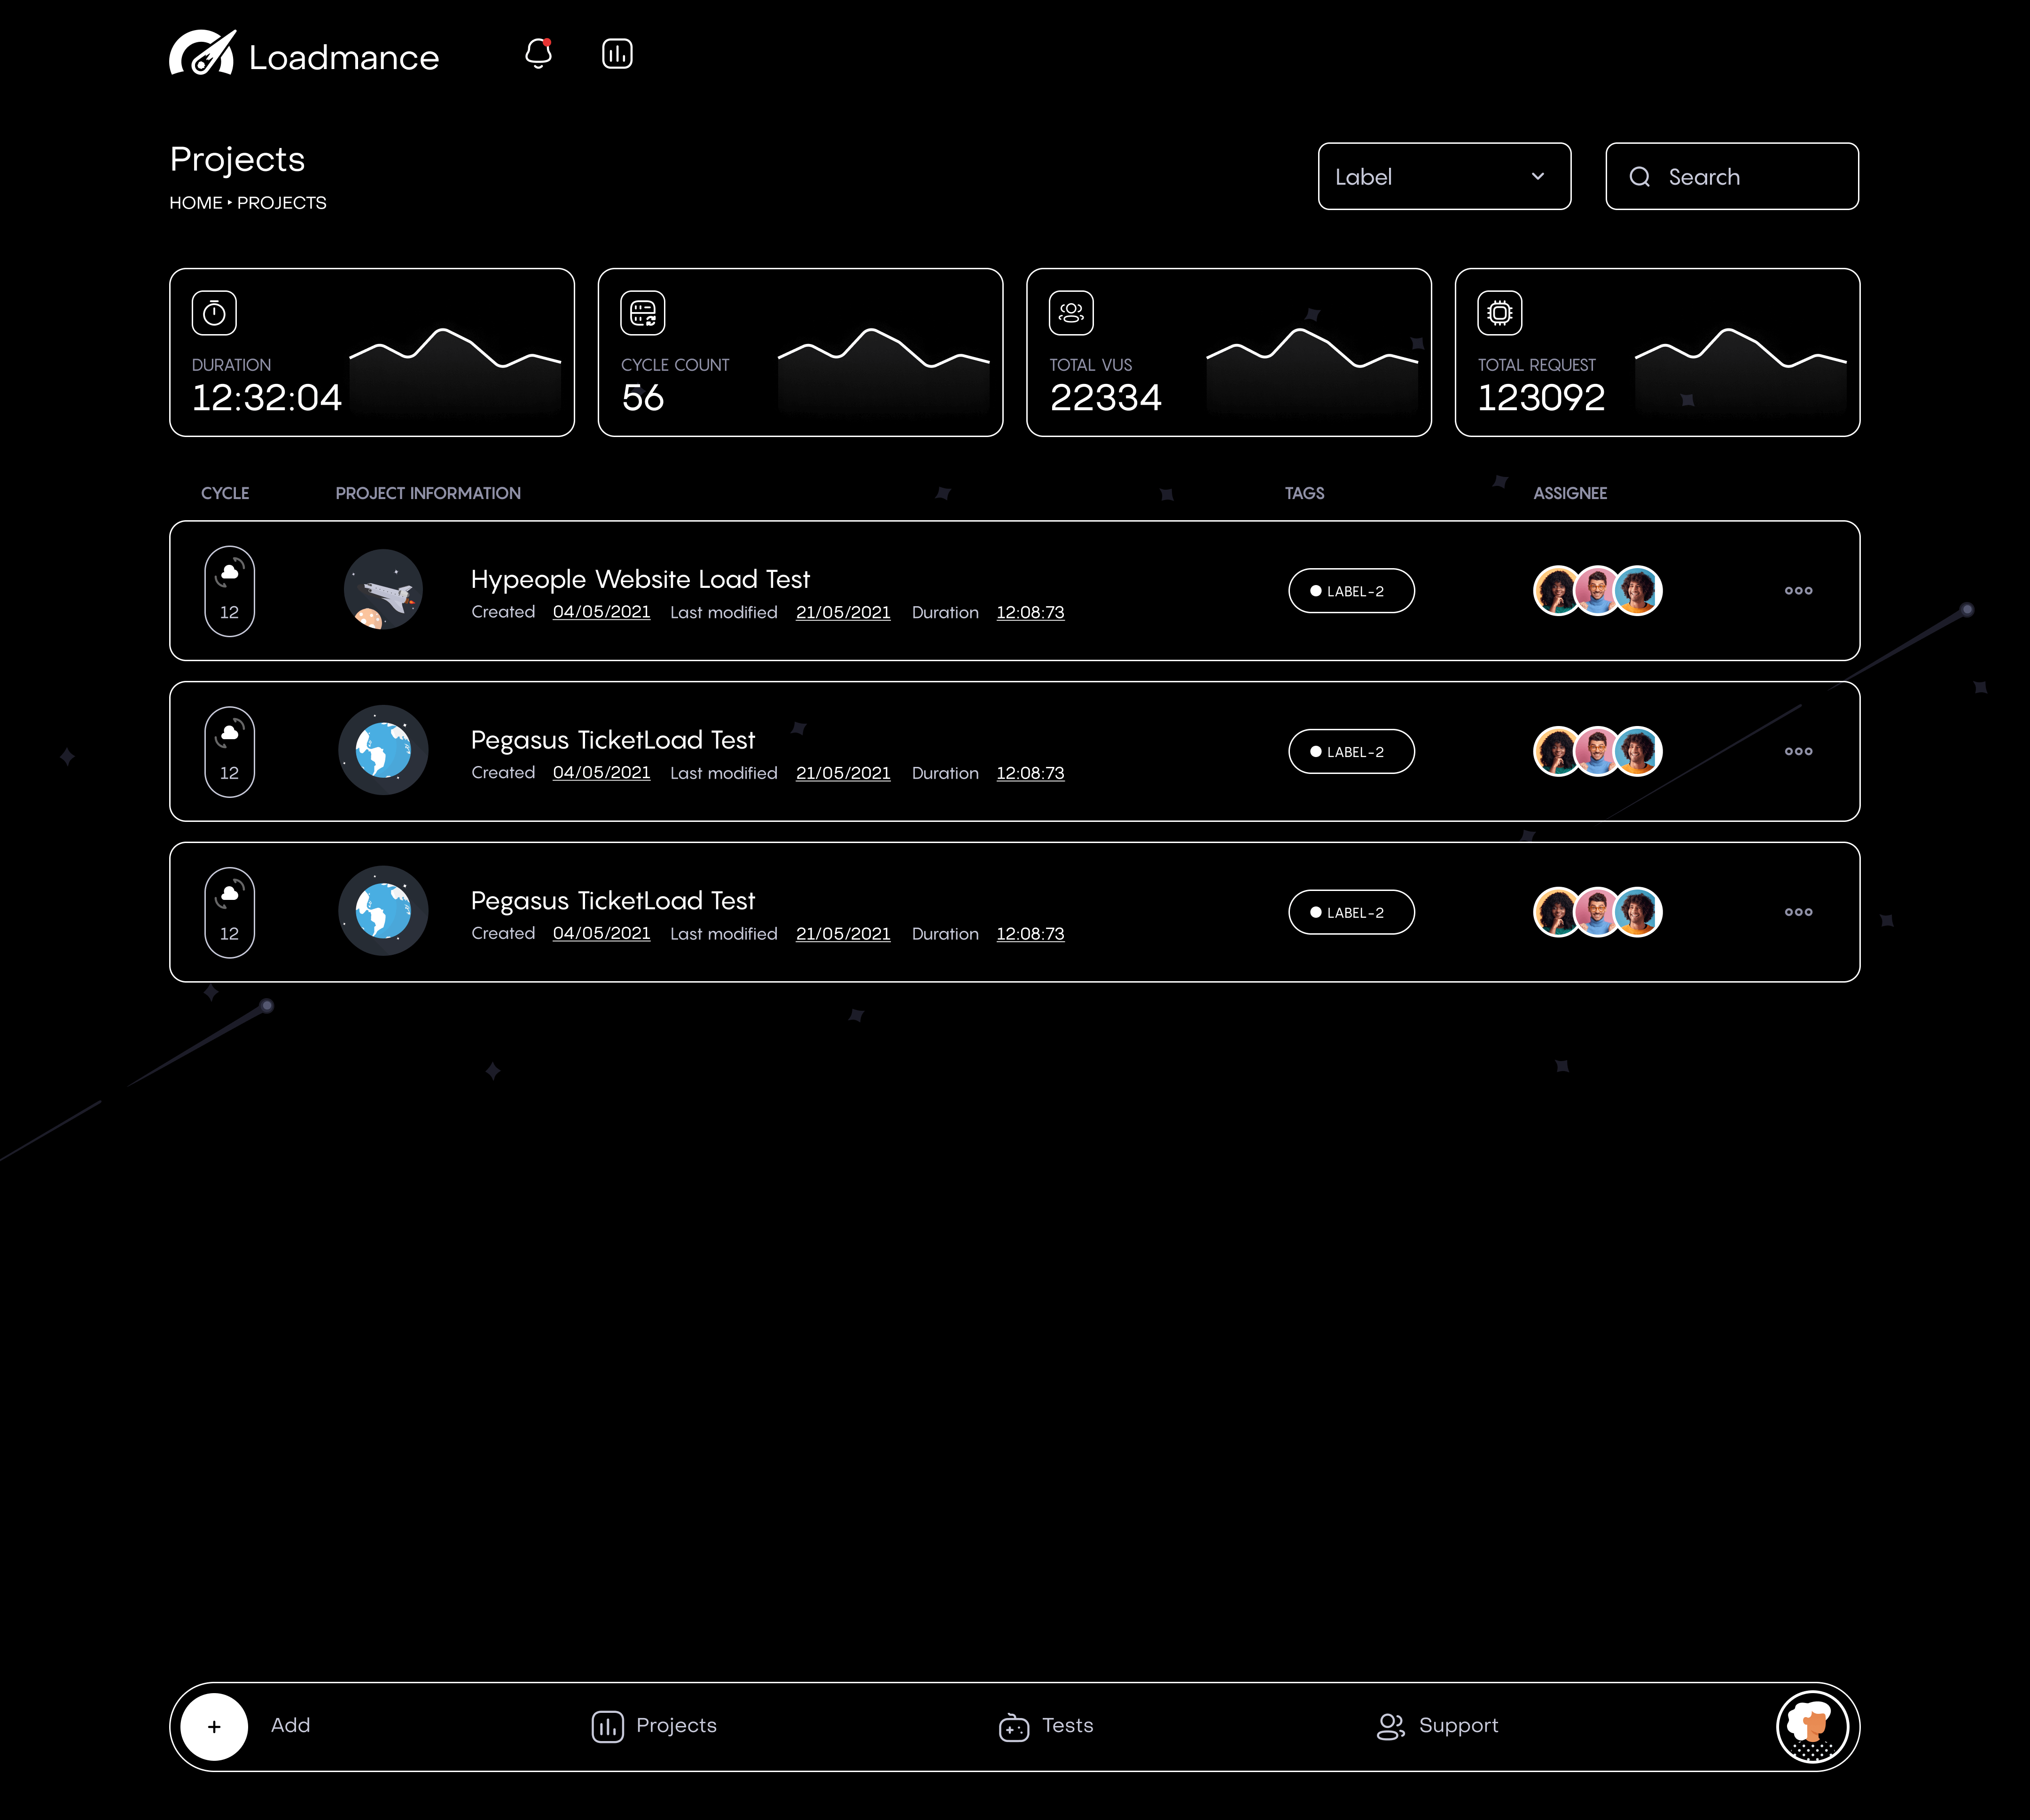 Loadmance
Projects
HOME ‣ PROJECTS
Label
Search
DURATION
12:32:04
CYCLE COUNT
56
TOTAL VUS
22334
TOTAL REQUEST
123092
CYCLE PROJECT INFORMATION TAGS ASSIGNEE
12
Hypeople Website Load Test
Created 04/05/2021 Last modified 21/05/2021 Duration 12:08:73
LABEL-2
12
Pegasus TicketLoad Test
Created 04/05/2021 Last modified 21/05/2021 Duration 12:08:73
LABEL-2
12
Pegasus TicketLoad Test
Created 04/05/2021 Last modified 21/05/2021 Duration 12:08:73
LABEL-2
+ Add Projects Tests Support